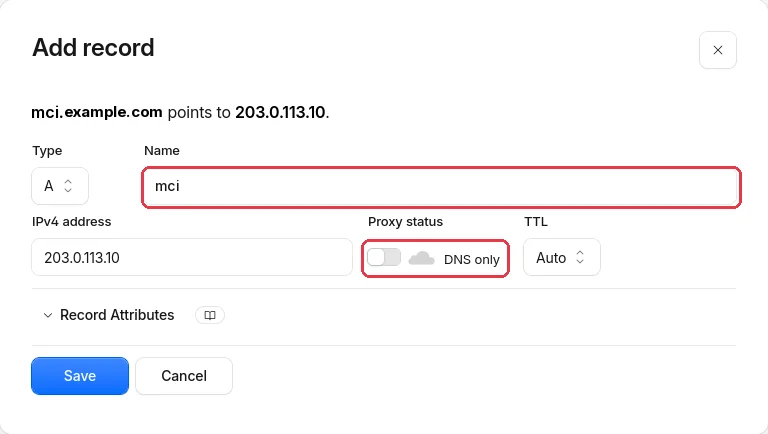 Add record
mci.example.com points to 203.0.113.10.
Type Name
A mci
IPv4 address Proxy status TTL
203.0.113.10 DNS only Auto
Record Attributes
Save Cancel